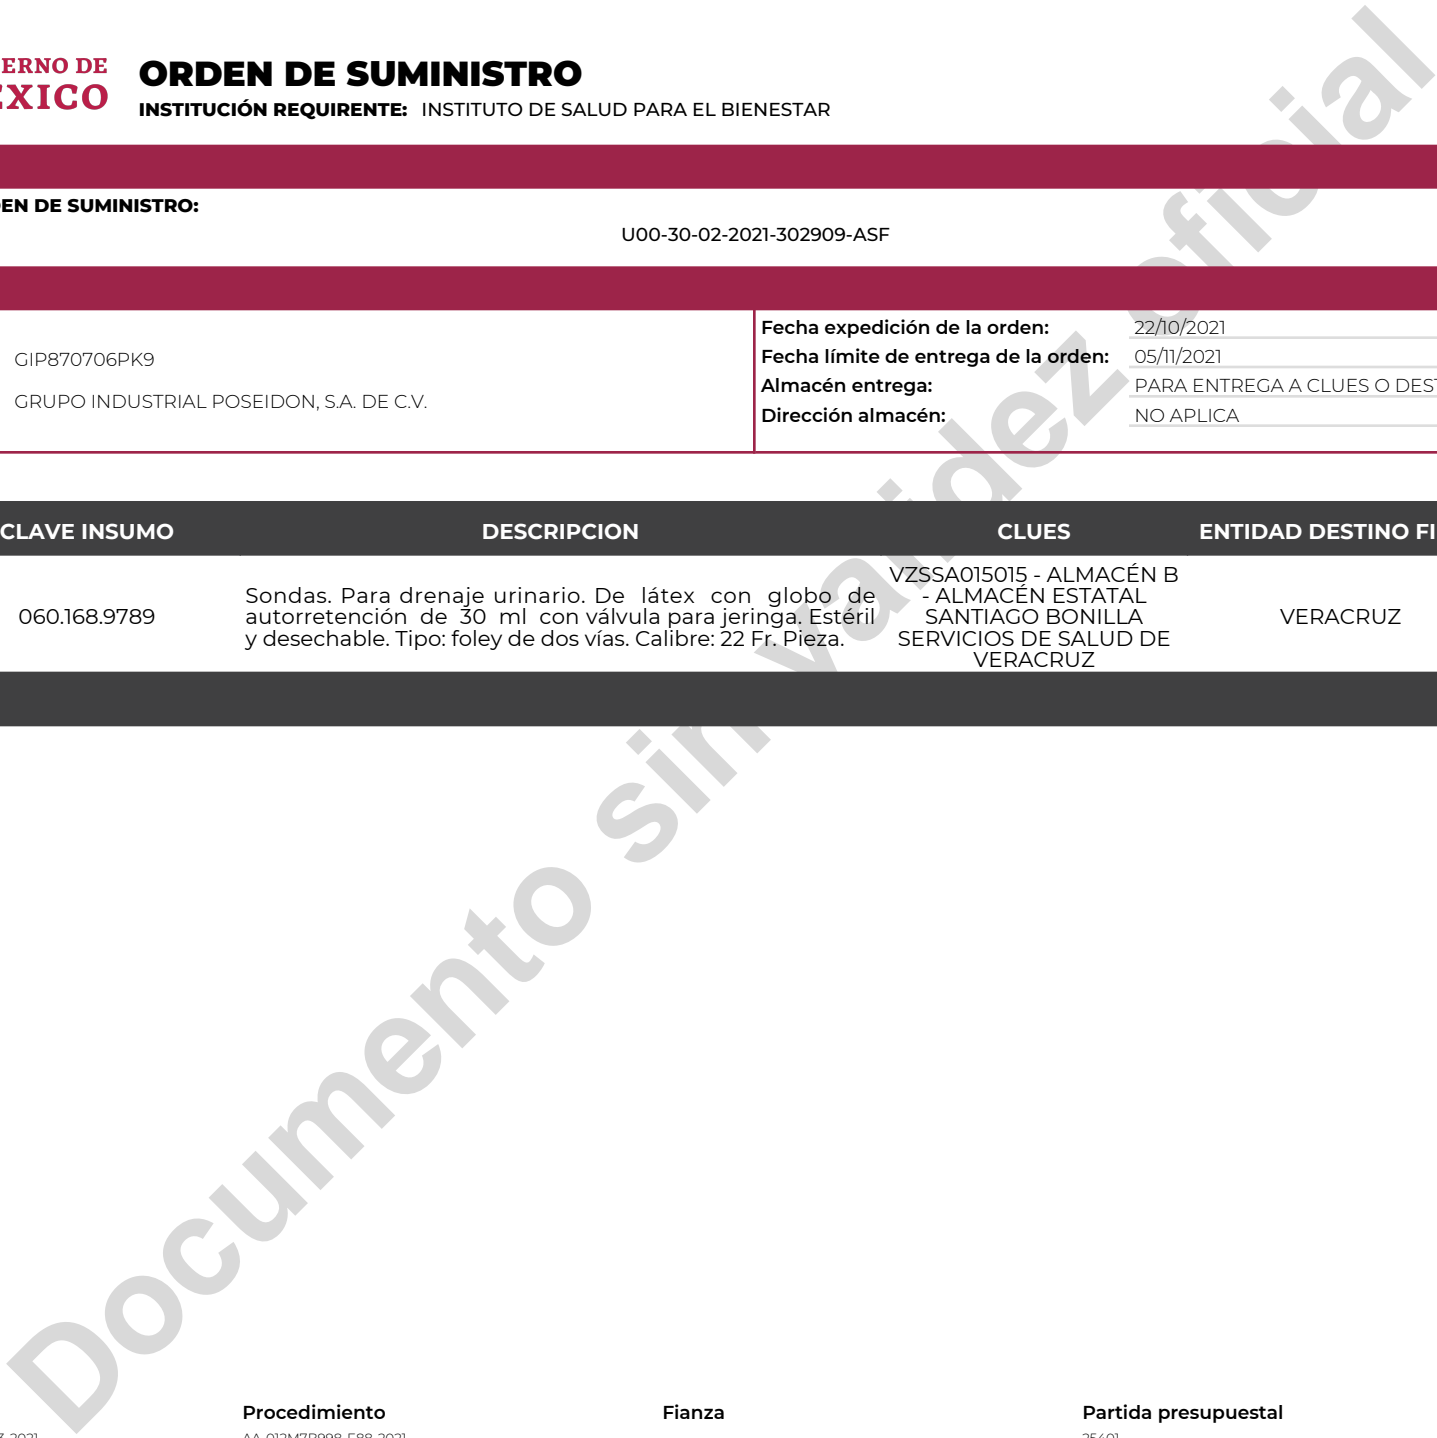 ERNO DE
EXICO
ORDEN DE SUMINISTRO
INSTITUCIÓN REQUIRENTE: INSTITUTO DE SALUD PARA EL BIENESTAR
EN DE SUMINISTRO:
U00-30-02-2021-302909-ASF
GIP870706PK9
GRUPO INDUSTRIAL POSEIDON, S.A. DE C.V.
Fecha expedición de la orden: 22/10/2021
Fecha límite de entrega de la orden: 05/11/2021
Almacén entrega: PARA ENTREGA A CLUES O DEST
Dirección almacén: NO APLICA
CLAVE INSUMO DESCRIPCION CLUES ENTIDAD DESTINO FI
060.168.9789
Sondas. Para drenaje urinario. De látex con globo de
autorretención de 30 ml con válvula para jeringa. Estéril
y desechable. Tipo: foley de dos vías. Calibre: 22 Fr. Pieza.
VZSSA015015 - ALMACÉN B
- ALMACÉN ESTATAL
SANTIAGO BONILLA
SERVICIOS DE SALUD DE
VERACRUZ
VERACRUZ
Documento sin validez oficial
Procedimiento Fianza Partida presupuestal